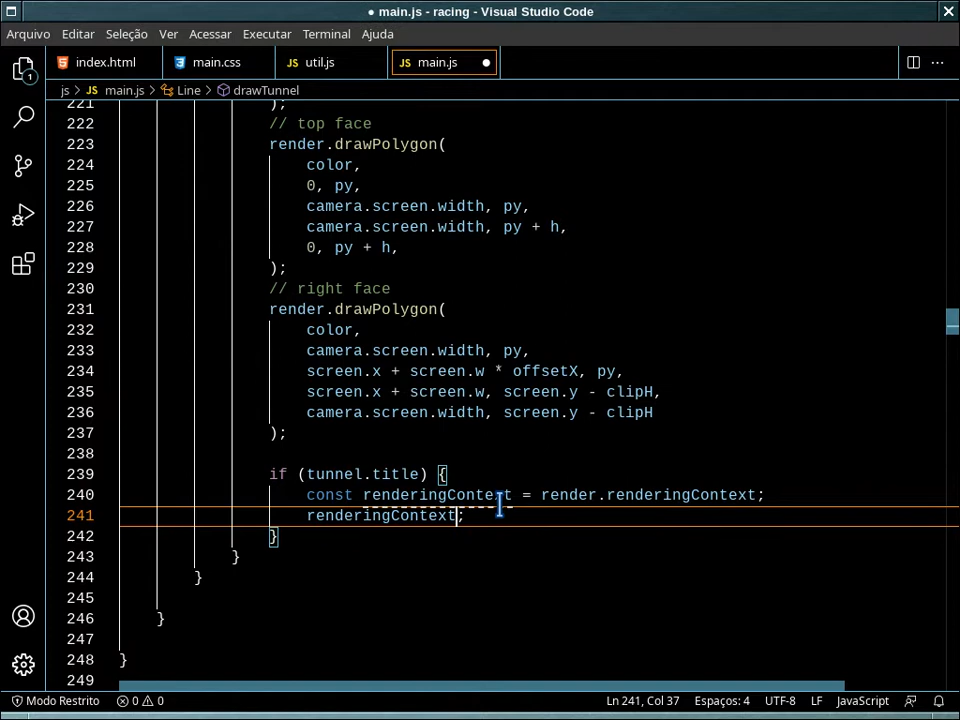 ● main.js - racing - Visual Studio Code
Arquivo Editar Seleção Ver Acessar Executar Terminal Ajuda
index.html main.css JS util.js JS main.js ●
js > JS main.js > Line > drawTunnel
221 );
222 // top face
223 render.drawPolygon(
224 color,
225 0, py,
226 camera.screen.width, py,
227 camera.screen.width, py + h,
228 0, py + h,
229 );
230 // right face
231 render.drawPolygon(
232 color,
233 camera.screen.width, py,
234 screen.x + screen.w * offsetX, py,
235 screen.x + screen.w, screen.y - clipH,
236 camera.screen.width, screen.y - clipH
237 );
238
239 if (tunnel.title) {
240 const renderingContext = render.renderingContext;
241 renderingContext;
242 }
243 }
244 }
245
246 }
247
248 }
249
1
Modo Restrito 0 0 Ln 241, Col 37 Espaços: 4 UTF-8 LF JavaScript